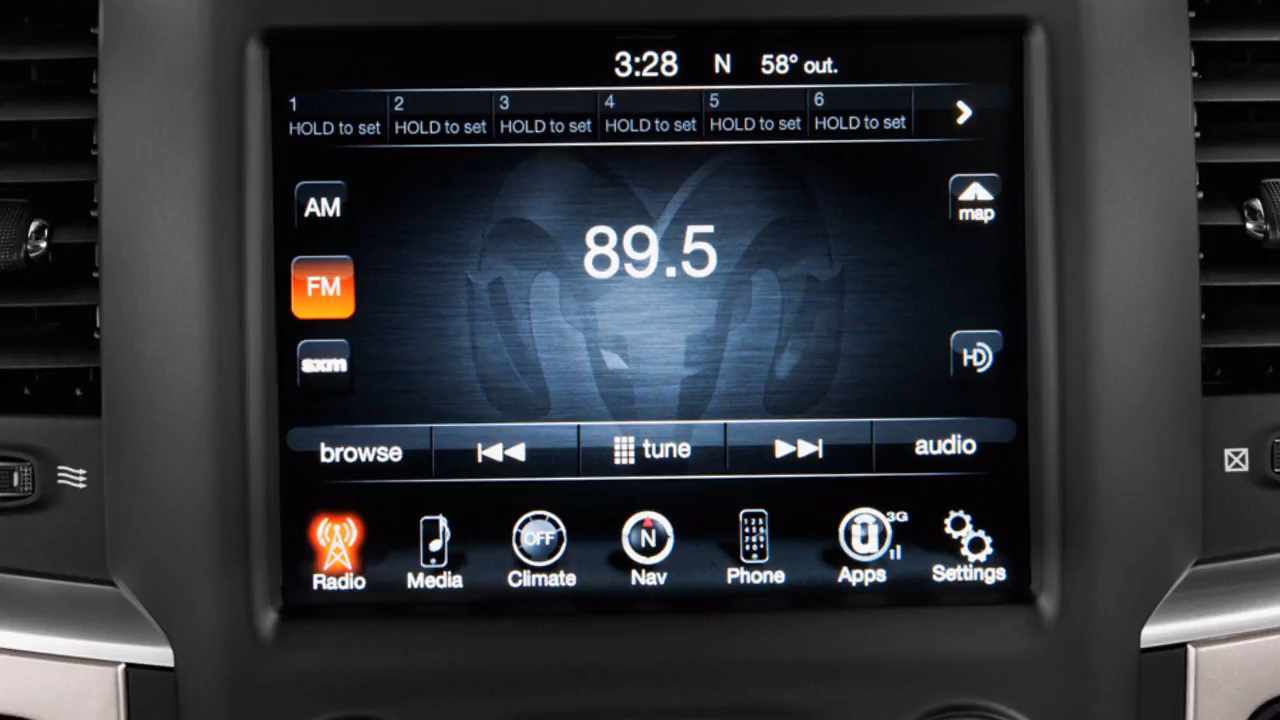 3:28 N 58° out.
1 2 3 4 5 6
HOLD to set HOLD to set HOLD to set HOLD to set HOLD to set HOLD to set
AM
map
89.5
FM
sxm
HD
browse tune audio
OFF N 3G
Radio Media Climate Nav Phone Apps Settings